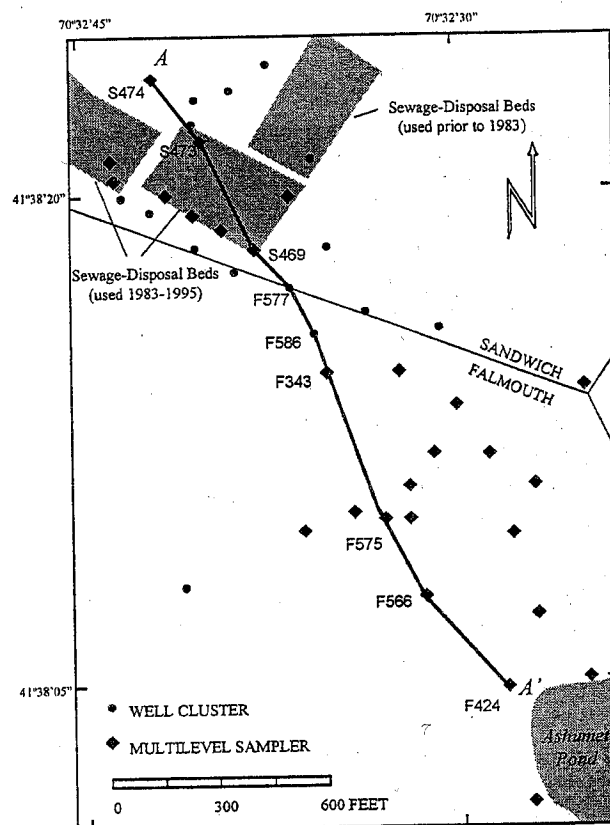 70°32'45"
70°32'30"
A
S474
Sewage-Disposal Beds
(used prior to 1983)
S473
N
41°38'20"
S469
Sewage-Disposal Beds
(used 1983-1995)
F577
F586
SANDWICH
FALMOUTH
F343
F575
F566
41°38'05"
A'
F424
WELL CLUSTER
MULTILEVEL SAMPLER
Ashumet
Pond
0 300 600 FEET